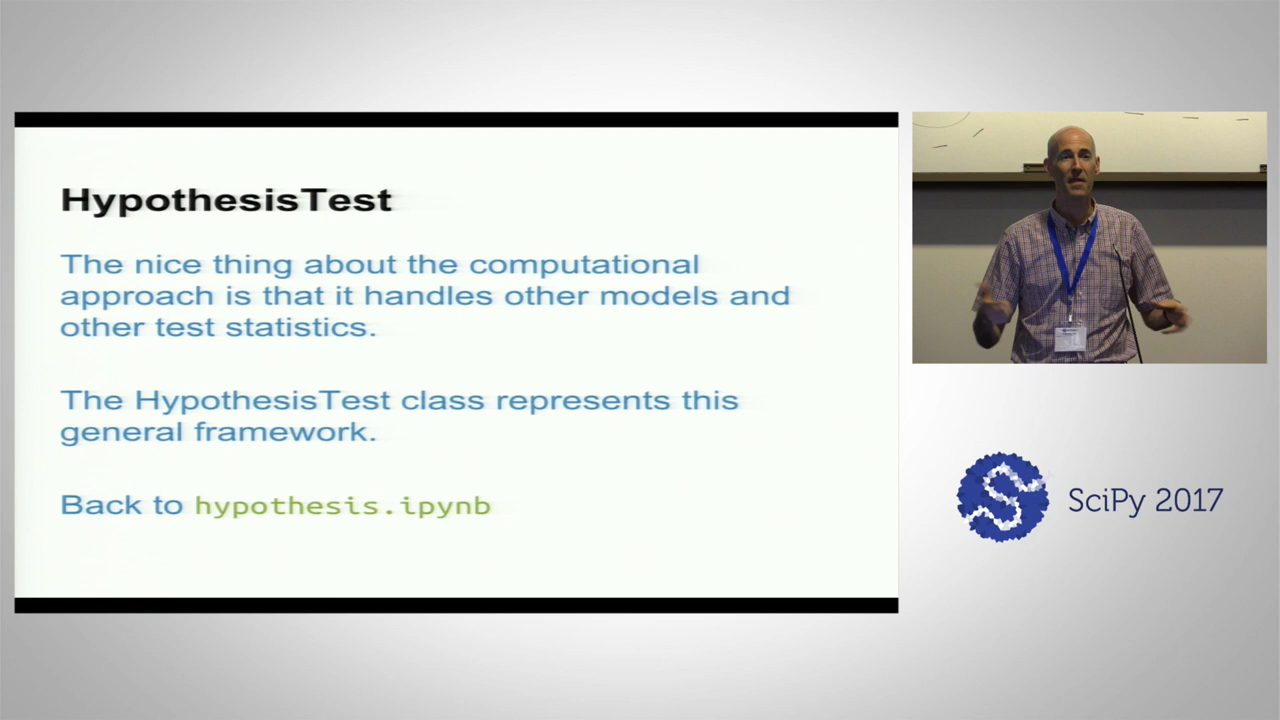 HypothesisTest
The nice thing about the computational
approach is that it handles other models and
other test statistics.
The HypothesisTest class represents this
general framework.
Back to hypothesis.ipynb
SciPy 2017